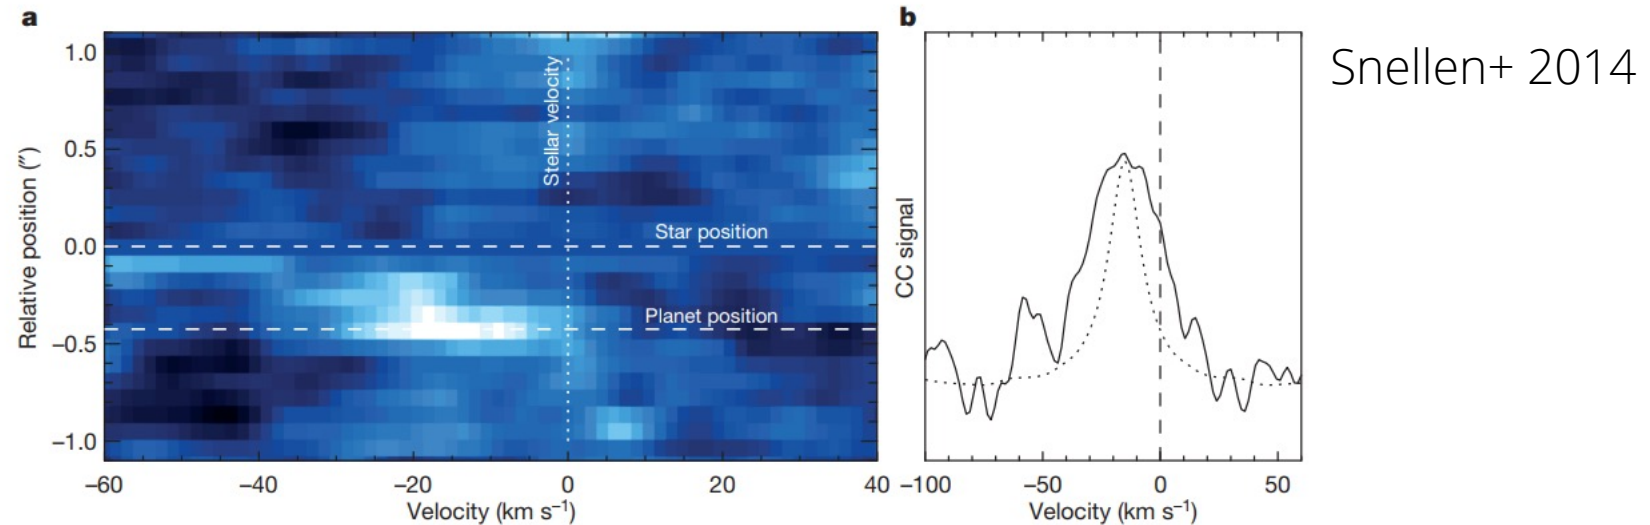 a
b
Snellen+ 2014
1.0
0.5
0.0
−0.5
−1.0
Relative position (″)
Stellar velocity
Star position
Planet position
−60
−40
−20
0
20
40
Velocity (km s⁻¹)
CC signal
−100
−50
0
50
Velocity (km s⁻¹)